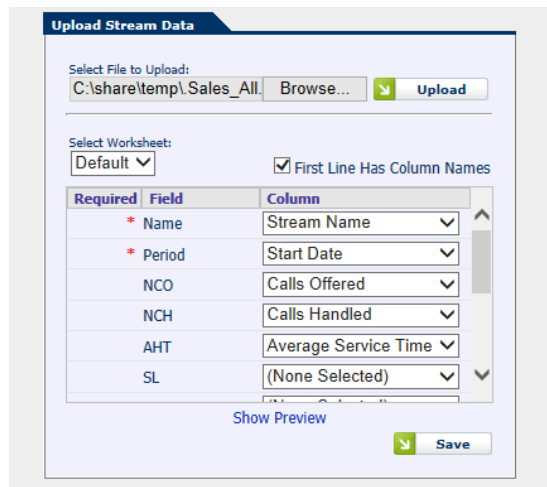 Upload Stream Data
Select File to Upload:
C:\share\temp\.Sales_All. Browse... Upload
Select Worksheet:
Default First Line Has Column Names
Required Field Column
* Name Stream Name
* Period Start Date
NCO Calls Offered
NCH Calls Handled
AHT Average Service Time
SL (None Selected)
Show Preview
Save